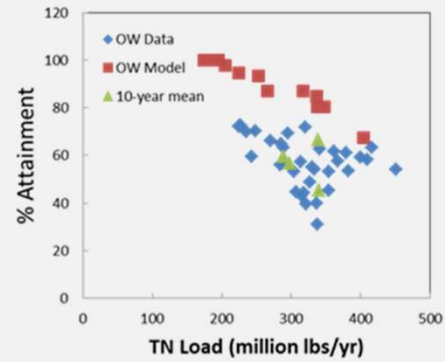 120
100
80
60
40
20
0
% Attainment
OW Data
OW Model
10-year mean
0 100 200 300 400 500
TN Load (million lbs/yr)